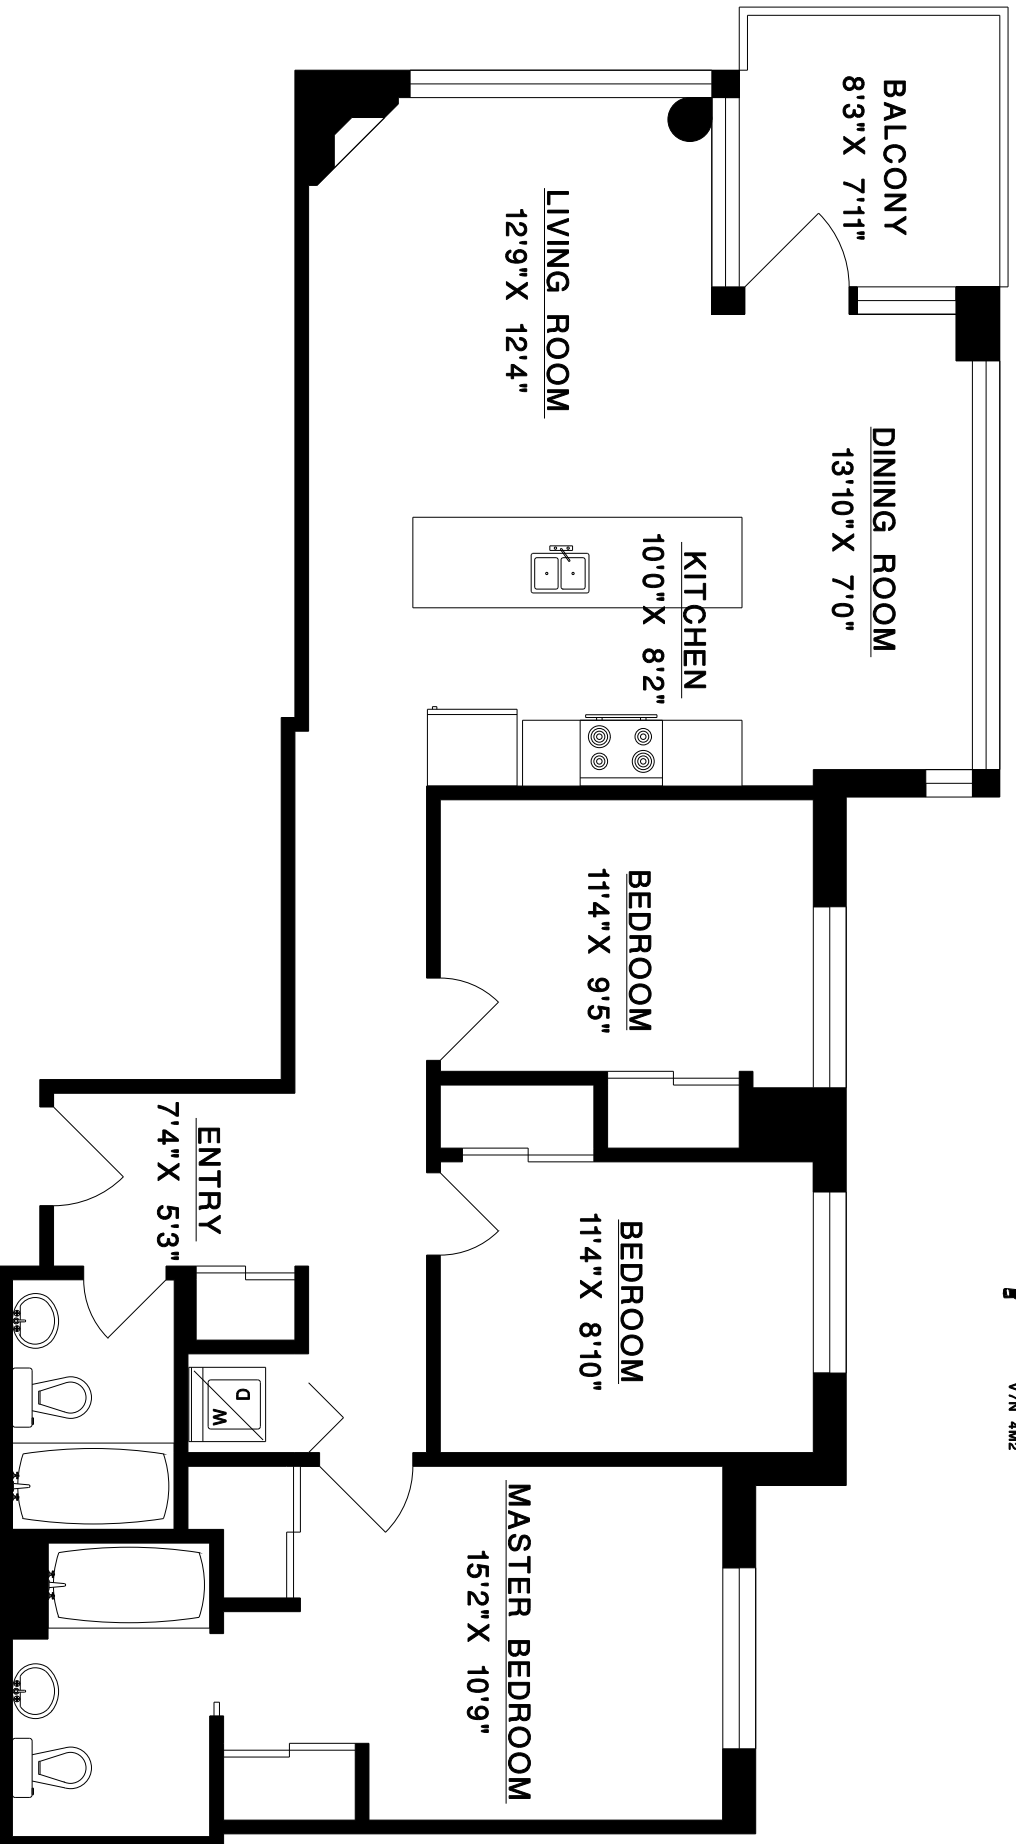 BALCONY
8'3"X 7'11"
LIVING ROOM
12'9"X 12'4"
DINING ROOM
13'10"X 7'0"
KITCHEN
10'0"X 8'2"
BEDROOM
11'4"X 9'5"
ENTRY
7'4"X 5'3"
BEDROOM
11'4"X 8'10"
D
W
MASTER BEDROOM
15'2"X 10'9"